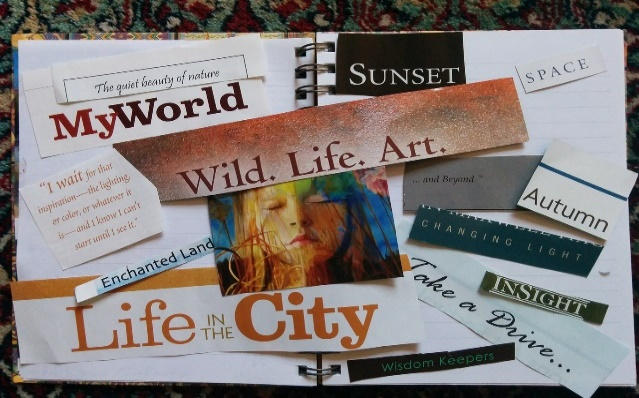 The quiet beauty of nature
MyWorld
SUNSET
SPACE
Wild. Life. Art.
"I wait for that
inspiration—the lighting,
or color, or whatever it
is—and I know I can't
start until I see it."
... and Beyond "
Autumn
CHANGING LIGHT
Enchanted Land
Life IN THE City
INSIGHT
Take a Drive...
Wisdom Keepers